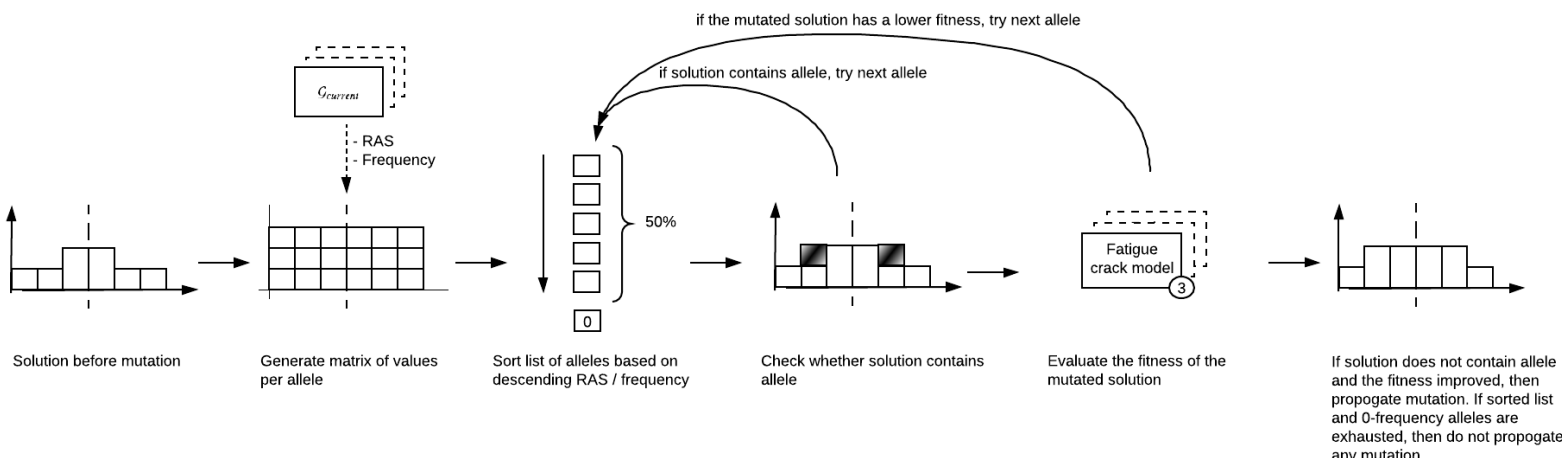 if the mutated solution has a lower fitness, try next allele
if solution contains allele, try next allele
𝒢current
- RAS
- Frequency
50%
0
Fatigue
crack model
3
Solution before mutation
Generate matrix of values
per allele
Sort list of alleles based on
descending RAS / frequency
Check whether solution contains
allele
Evaluate the fitness of the
mutated solution
If solution does not contain allele
and the fitness improved, then
propogate mutation. If sorted list
and 0-frequency alleles are
exhausted, then do not propogate
any mutation